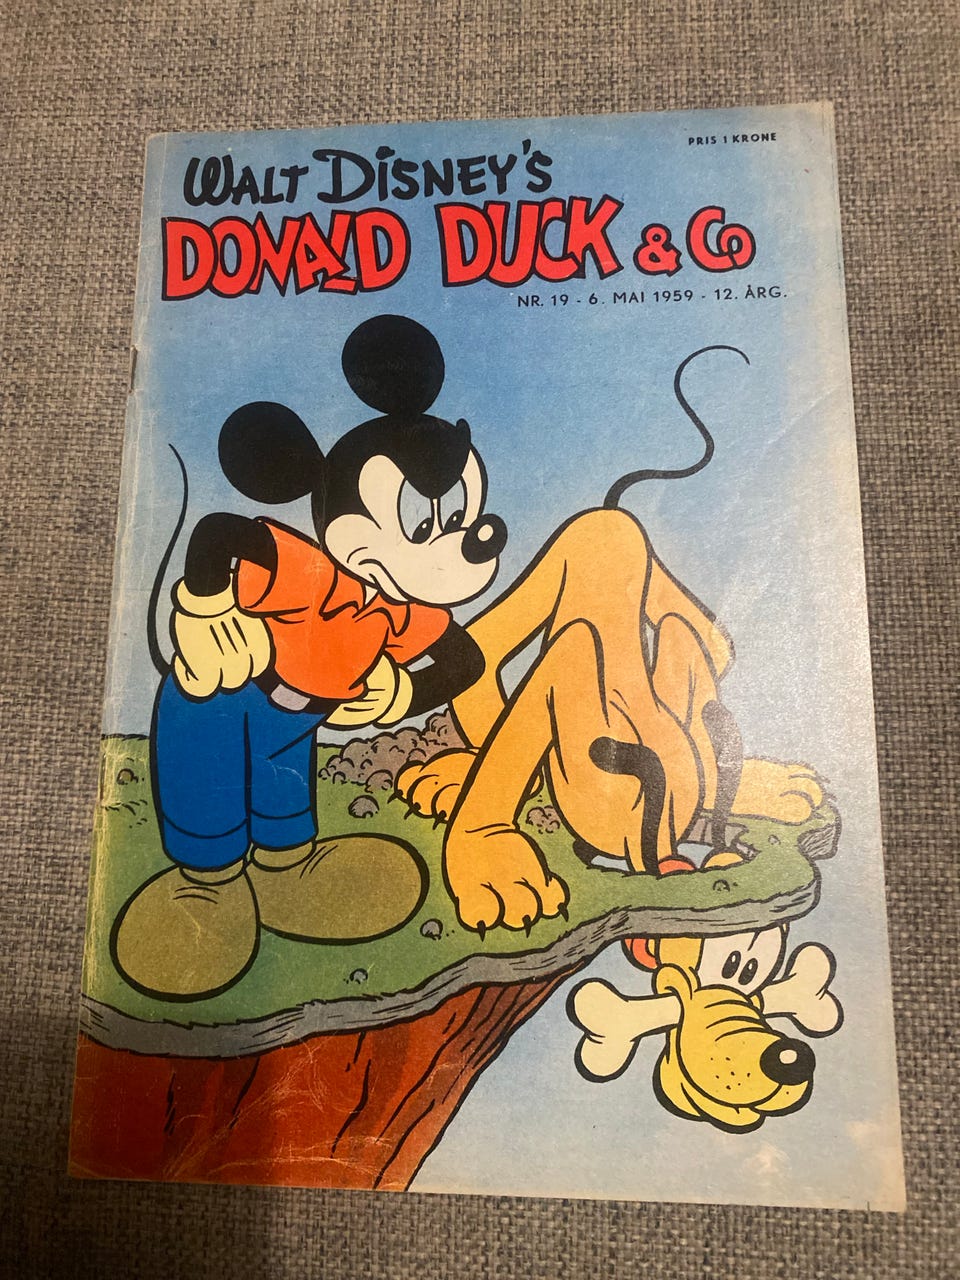 PRIS 1 KRONE
WALT DISNEY'S
DONALD DUCK & Co
NR. 19 - 6. MAI 1959 - 12. ÅRG.